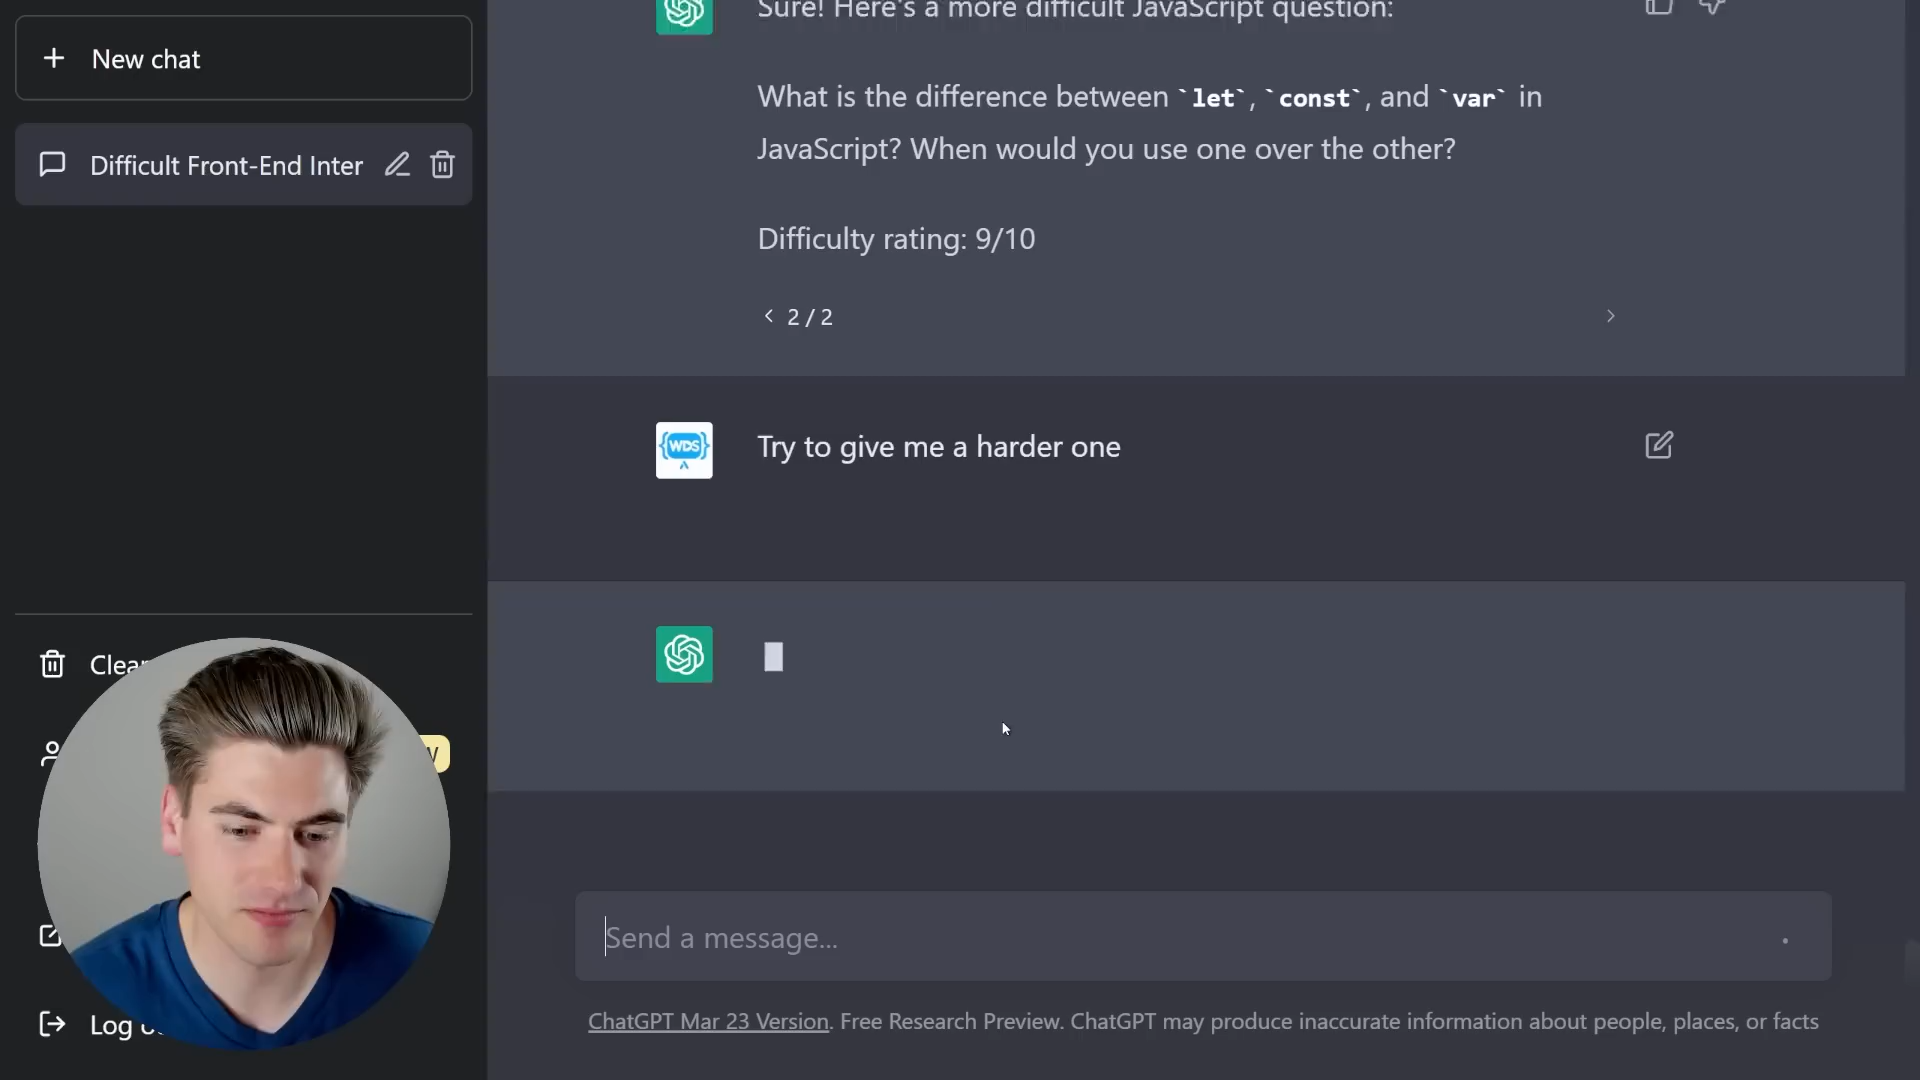 New chat
Difficult Front-End Inter
Clear
Log
Sure! Here's a more difficult JavaScript question:
What is the difference between `let`, `const`, and `var` in
JavaScript? When would you use one over the other?
Difficulty rating: 9/10
2 / 2
WDS
Try to give me a harder one
Send a message...
ChatGPT Mar 23 Version. Free Research Preview. ChatGPT may produce inaccurate information about people, places, or facts